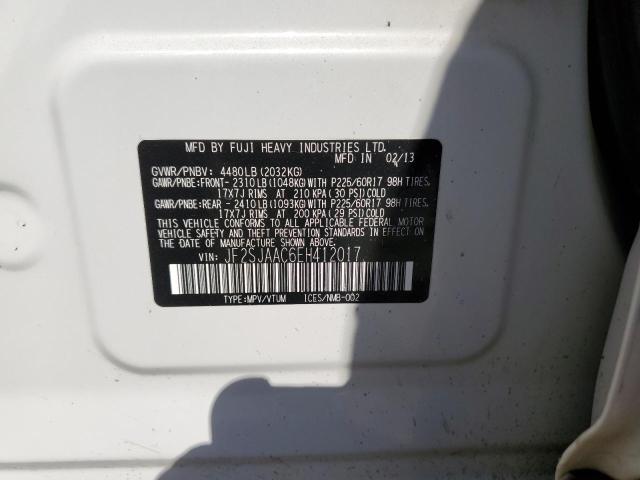 MFD BY FUJI HEAVY INDUSTRIES LTD.
MFD IN 02/13
GVWR/PNBV: 4480LB (2032KG)
GAWR/PNBE:FRONT- 2310LB (1048KG) WITH P225/60R17 98H TIRES,
17X7J RIMS AT 210 KPA (30 PSI) COLD
GAWR/PNBE:REAR - 2410LB (1093KG) WITH P225/60R17 98H TIRES,
17X7J RIMS AT 200 KPA (29 PSI) COLD
THIS VEHICLE CONFORMS TO ALL APPLICABLE FEDERAL MOTOR
VEHICLE SAFETY, BUMPER, AND THEFT PREVENTION STANDARDS
IN EFFECT ON THE DATE OF MANUFACTURE SHOWN ABOVE.
VIN: JF2SJAAC6EH412017
TYPE:MPV/VTUM ICES/NMB-002